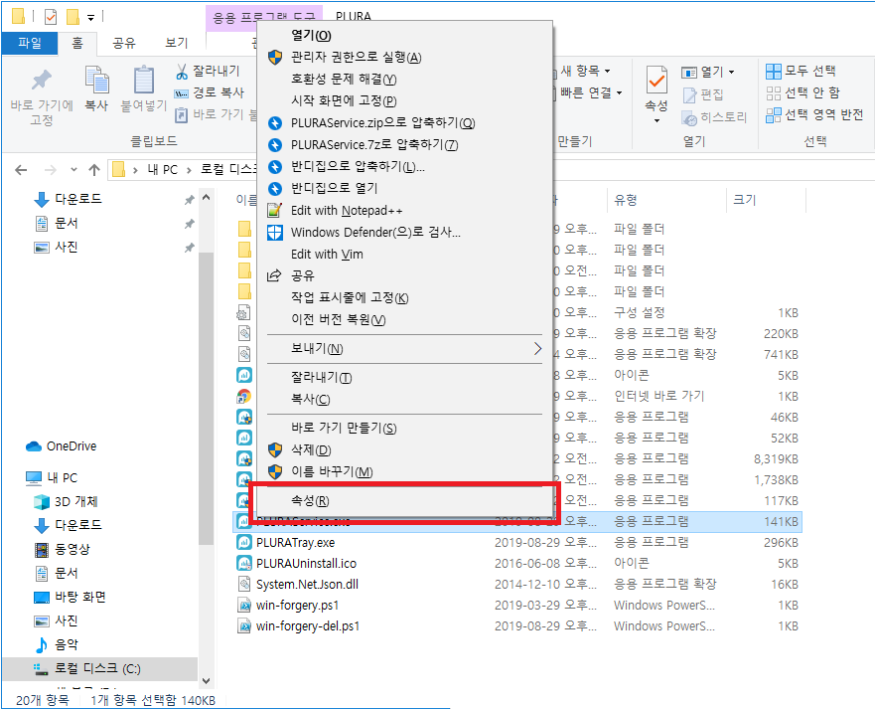 응용 프로그램 도구 PLURA
파일 홈 공유 보기
바로 가기에
고정
복사
붙여넣기
잘라내기
경로 복사
바로 가기
클립보드
새 항목
빠른 연결
만들기
속성
열기
편집
히스토리
열기
모두 선택
선택 안 함
선택 영역 반전
선택
내 PC > 로컬 디스크
다운로드
문서
사진
OneDrive
내 PC
3D 개체
다운로드
동영상
문서
바탕 화면
사진
음악
로컬 디스크 (C:)
열기(O)
관리자 권한으로 실행(A)
호환성 문제 해결(Y)
시작 화면에 고정(P)
PLURAService.zip으로 압축하기(Q)
PLURAService.7z로 압축하기(7)
반디집으로 압축하기(L)...
반디집으로 열기
Edit with Notepad++
Windows Defender(으)로 검사...
Edit with Vim
공유
작업 표시줄에 고정(K)
이전 버전 복원(V)
보내기(N)
잘라내기(T)
복사(C)
바로 가기 만들기(S)
삭제(D)
이름 바꾸기(M)
속성(R)
유형 크기
9 오후... 파일 폴더
0 오후... 파일 폴더
0 오전... 파일 폴더
0 오후... 파일 폴더
0 오후... 구성 설정 1KB
9 오후... 응용 프로그램 확장 220KB
4 오후... 응용 프로그램 확장 741KB
8 오후... 아이콘 5KB
9 오후... 인터넷 바로 가기 1KB
9 오후... 응용 프로그램 46KB
9 오후... 응용 프로그램 52KB
2 오전... 응용 프로그램 8,319KB
2 오전... 응용 프로그램 1,738KB
2 오전... 응용 프로그램 117KB
PLURAService.exe 오후... 응용 프로그램 141KB
PLURATray.exe 2019-08-29 오후... 응용 프로그램 296KB
PLURAUninstall.ico 2016-06-08 오후... 아이콘 5KB
System.Net.Json.dll 2014-12-10 오후... 응용 프로그램 확장 16KB
win-forgery.ps1 2019-03-29 오후... Windows PowerS... 1KB
win-forgery-del.ps1 2019-08-29 오후... Windows PowerS... 1KB
20개 항목 1개 항목 선택함 140KB